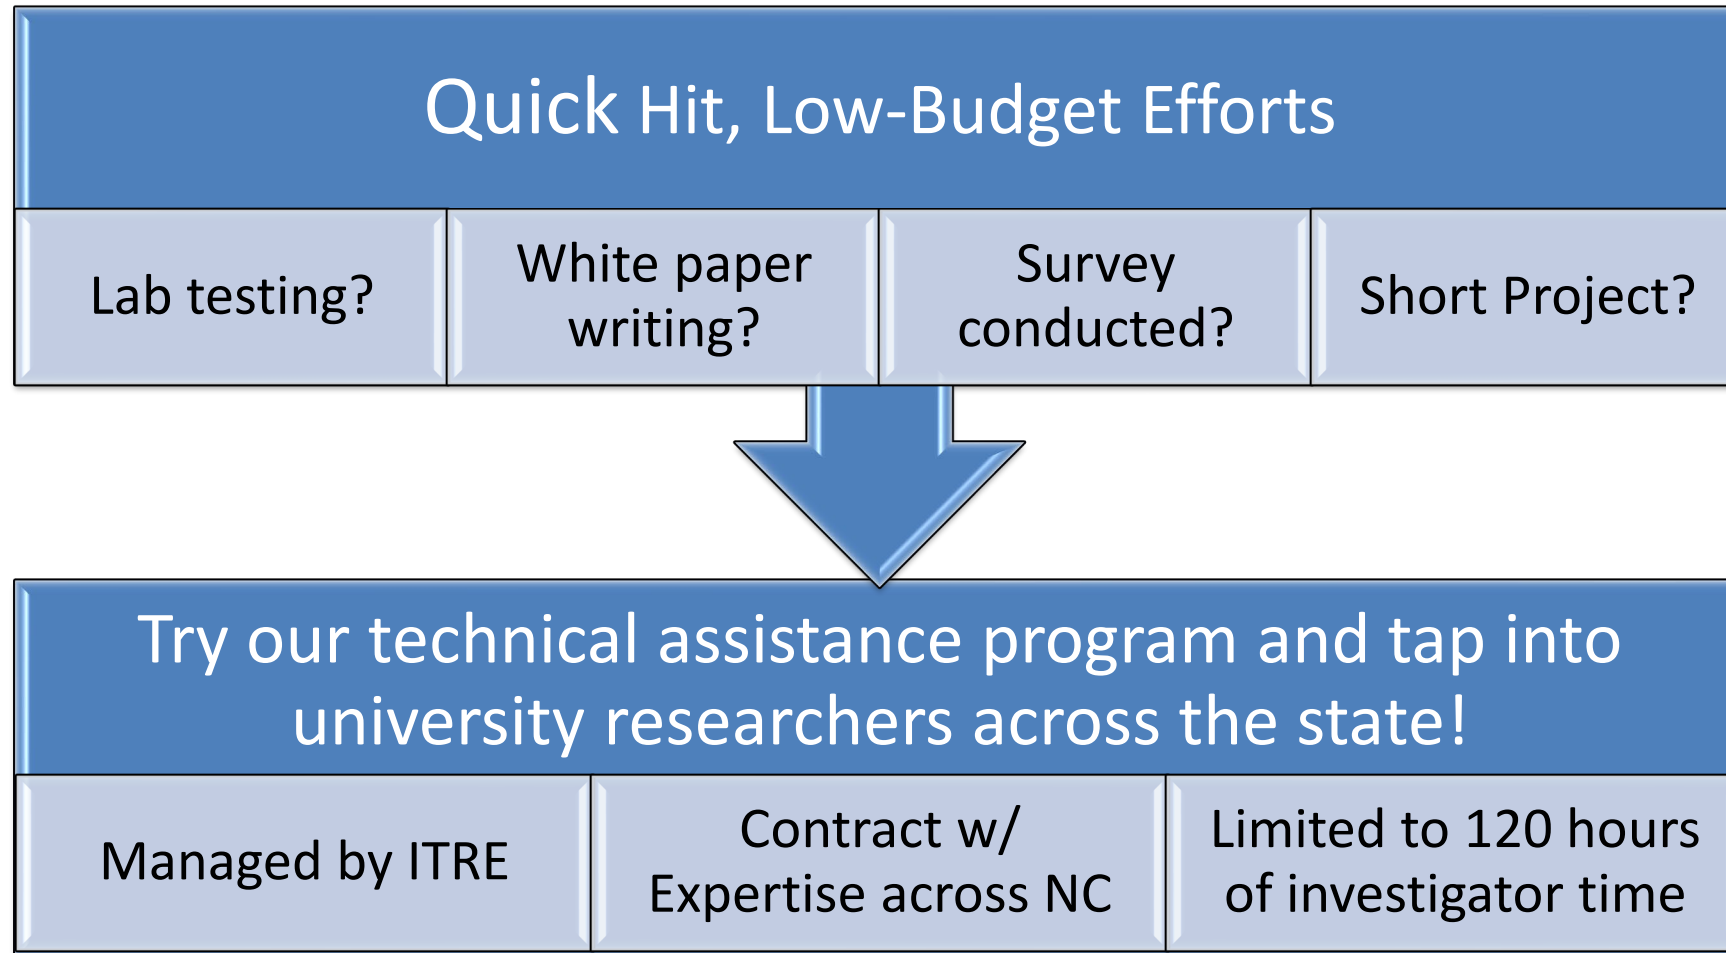 Quick Hit, Low-Budget Efforts
Lab testing?
White paper
writing?
Survey
conducted?
Short Project?
Try our technical assistance program and tap into
university researchers across the state!
Managed by ITRE
Contract w/
Expertise across NC
Limited to 120 hours
of investigator time